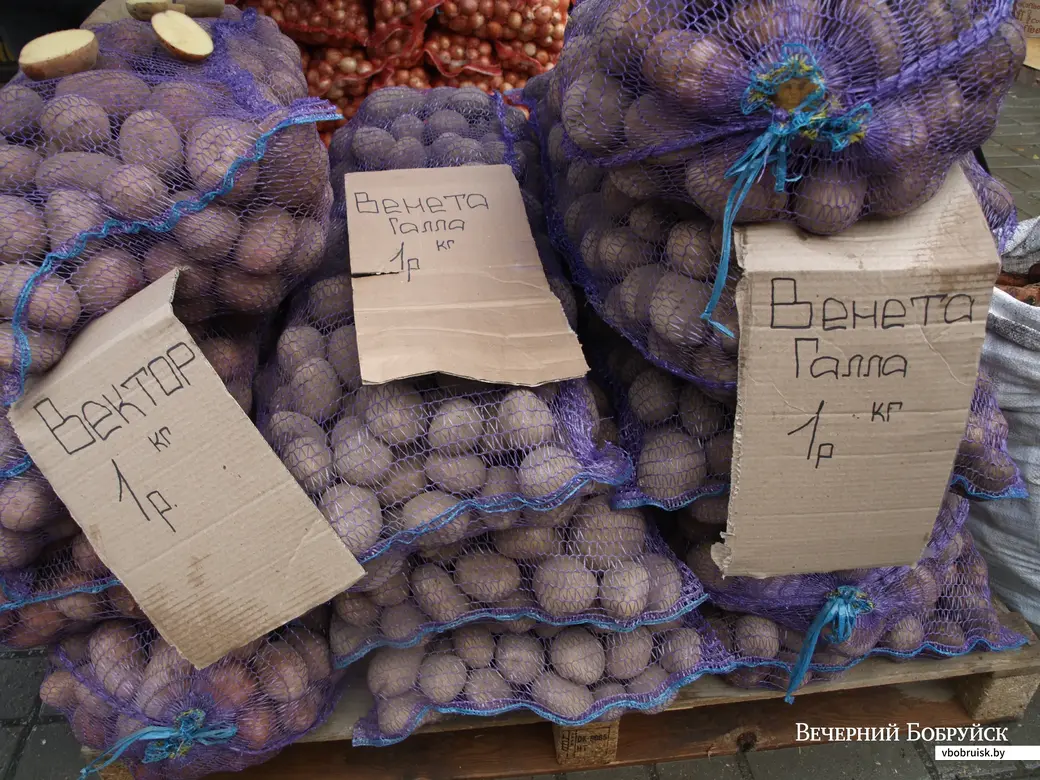 Вектор
кг
1р.
Венета
Галла
кг
1р
Венета
Галла
кг
1р
Вечерний Бобруйск
vbobruisk.by